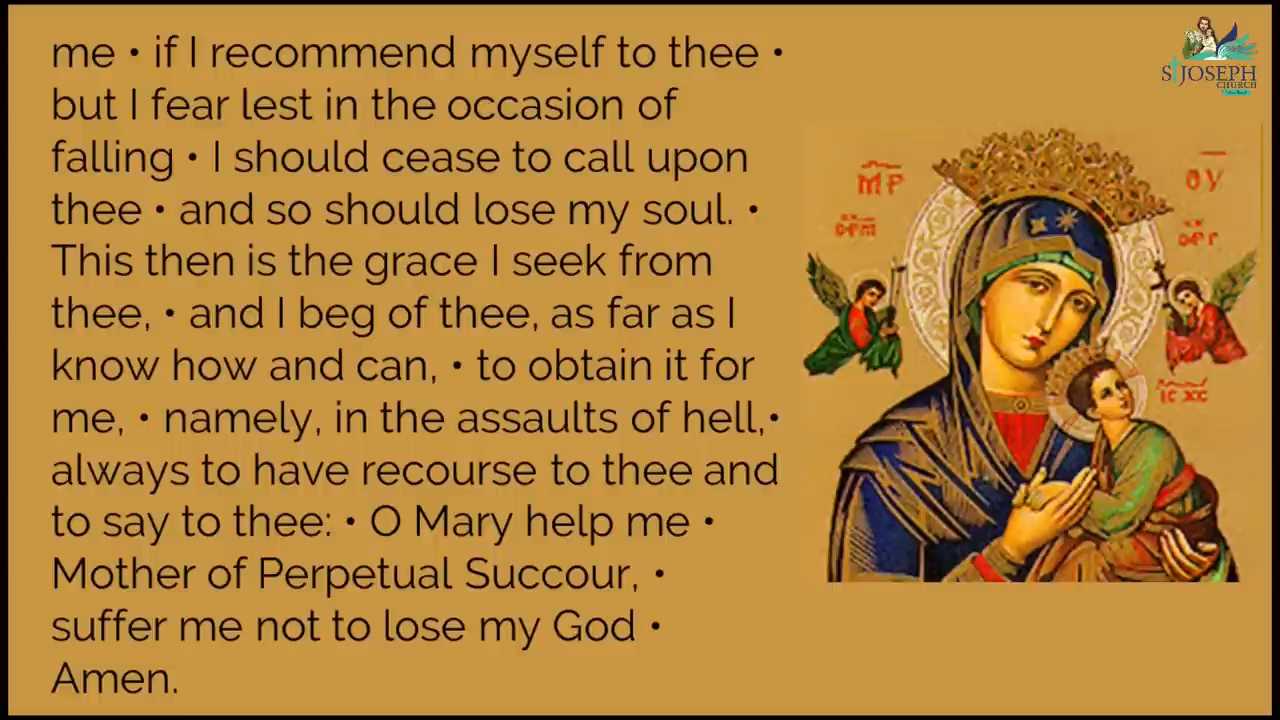 me • if I recommend myself to thee •
but I fear lest in the occasion of
falling • I should cease to call upon
thee • and so should lose my soul. •
This then is the grace I seek from
thee, • and I beg of thee, as far as I
know how and can, • to obtain it for
me, • namely, in the assaults of hell,•
always to have recourse to thee and
to say to thee: • O Mary help me •
Mother of Perpetual Succour, •
suffer me not to lose my God •
Amen.
ST JOSEPH
CHURCH
IC XC